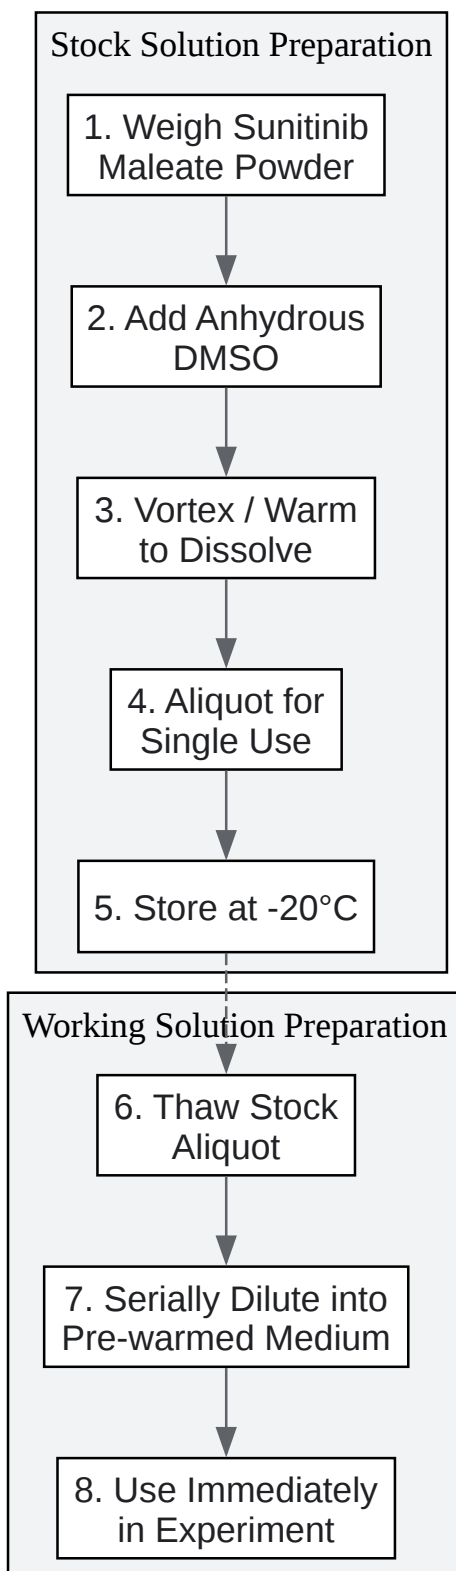 Stock Solution Preparation
1. Weigh Sunitinib
Maleate Powder
2. Add Anhydrous
DMSO
3. Vortex / Warm
to Dissolve
4. Aliquot for
Single Use
5. Store at -20°C
Working Solution Preparation
6. Thaw Stock
Aliquot
7. Serially Dilute into
Pre-warmed Medium
8. Use Immediately
in Experiment